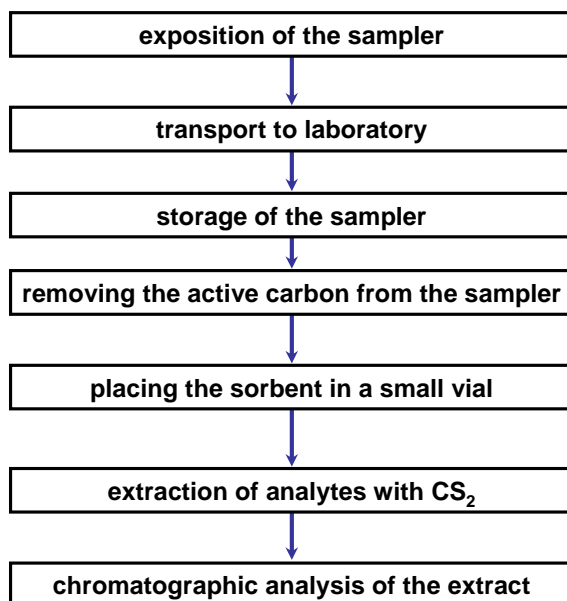 exposition of the sampler
transport to laboratory
storage of the sampler
removing the active carbon from the sampler
placing the sorbent in a small vial
extraction of analytes with CS₂
chromatographic analysis of the extract